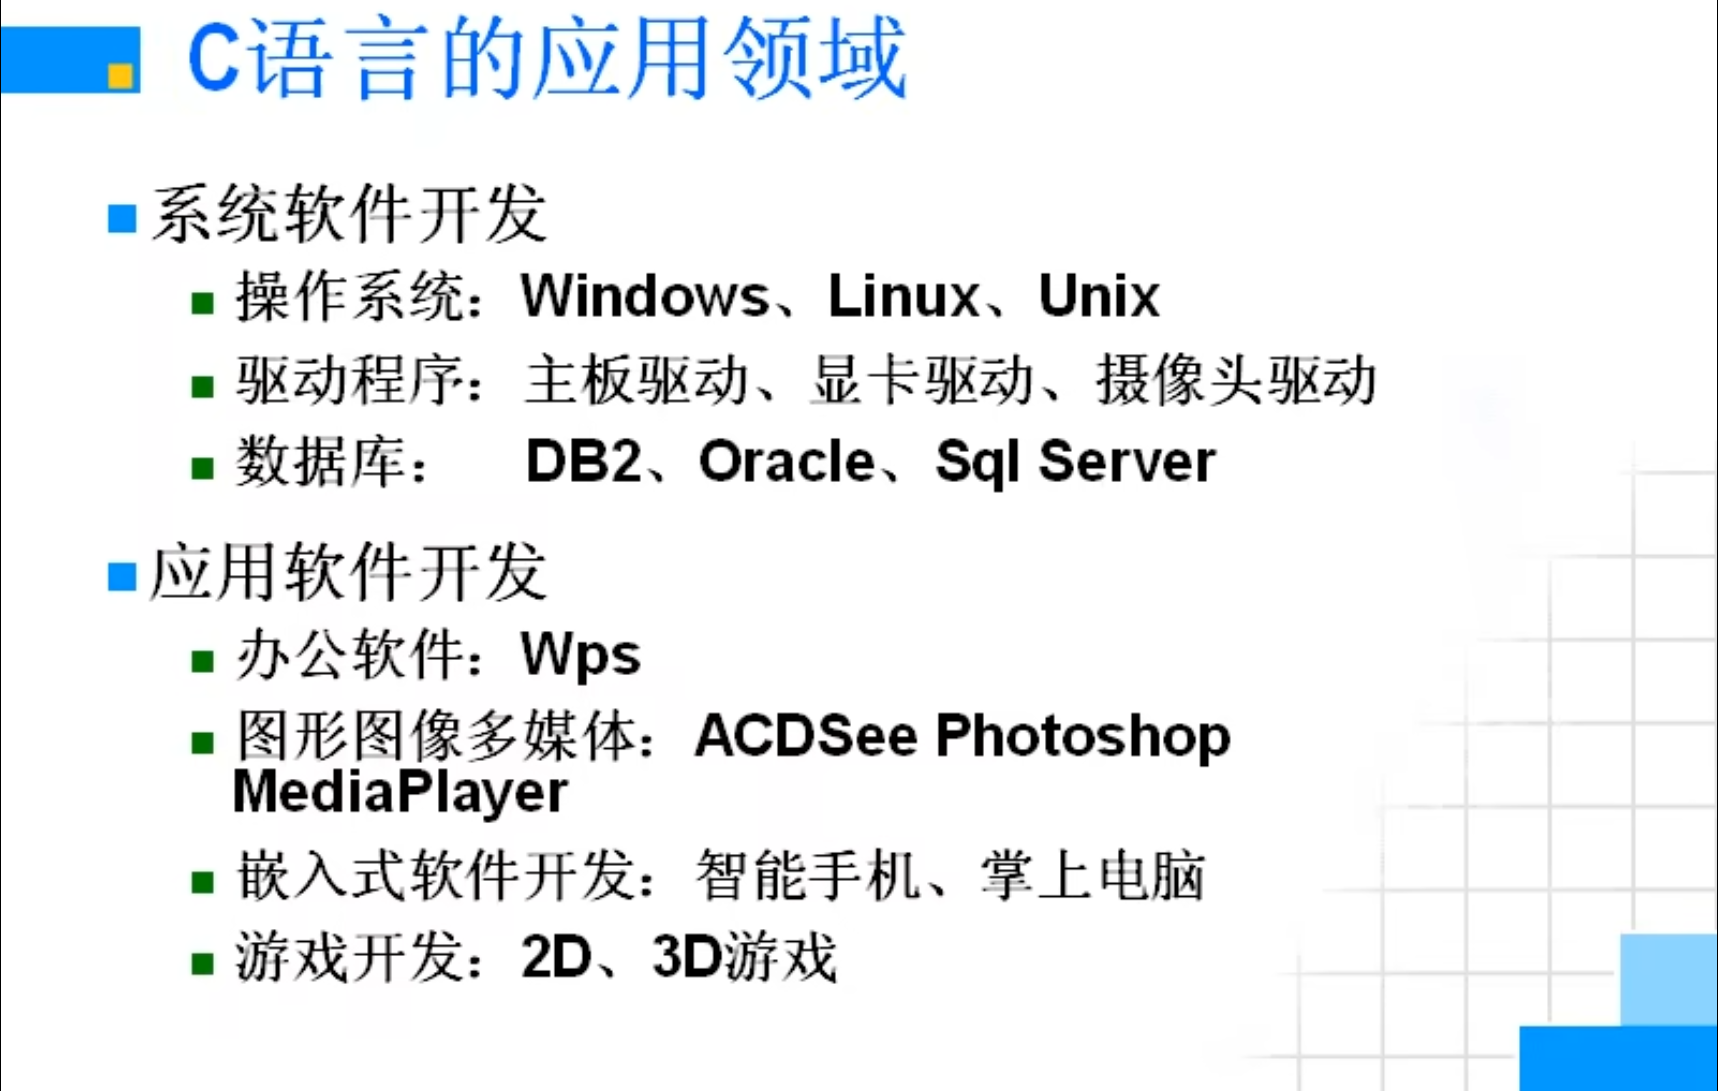 C语言的应用领域
系统软件开发
操作系统：Windows、Linux、Unix
驱动程序：主板驱动、显卡驱动、摄像头驱动
数据库： DB2、Oracle、Sql Server
应用软件开发
办公软件：Wps
图形图像多媒体：ACDSee Photoshop
MediaPlayer
嵌入式软件开发：智能手机、掌上电脑
游戏开发：2D、3D游戏